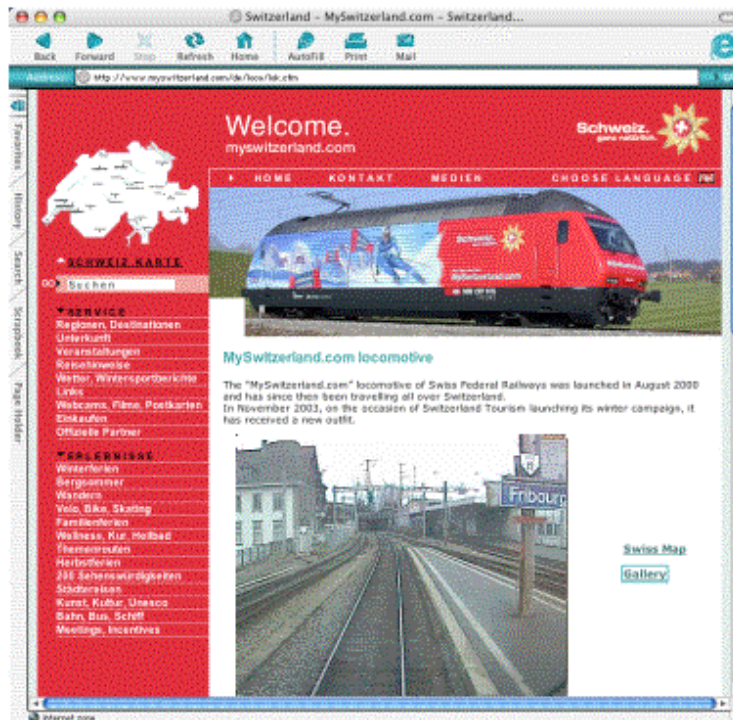 Switzerland – MySwitzerland.com – Switzerland...
Back Forward Stop Refresh Home AutoFill Print Mail
Address: http://www.myswitzerland.com/de/loco/lok.cfm
Favorites
History
Search
Scrapbook
Page Holder
Welcome.
myswitzerland.com
Schweiz.
ganz natürlich.
HOME KONTAKT MEDIEN CHOOSE LANGUAGE
Schweiz.
MySwitzerland.com
SCHWEIZ KARTE
GO Suchen
SERVICE
Regionen, Destinationen
Unterkunft
Veranstaltungen
Reisehinweise
Wetter, Wintersportberichte
Links
Webcams, Filme, Postkarten
Einkaufen
Offizielle Partner
ERLEBNISSE
Winterferien
Bergsommer
Wandern
Velo, Bike, Skating
Familienferien
Wellness, Kur, Heilbad
Themenrouten
Herbstferien
200 Sehenswürdigkeiten
Städtereisen
Kunst, Kultur, Unesco
Bahn, Bus, Schiff
Meetings, Incentives
MySwitzerland.com locomotive
The "MySwitzerland.com" locomotive of Swiss Federal Railways was launched in August 2000
and has since then been travelling all over Switzerland.
In November 2003, on the occasion of Switzerland Tourism launching its winter campaign, it
has received a new outfit.
Fribourg
Swiss Map
Gallery
Internet zone